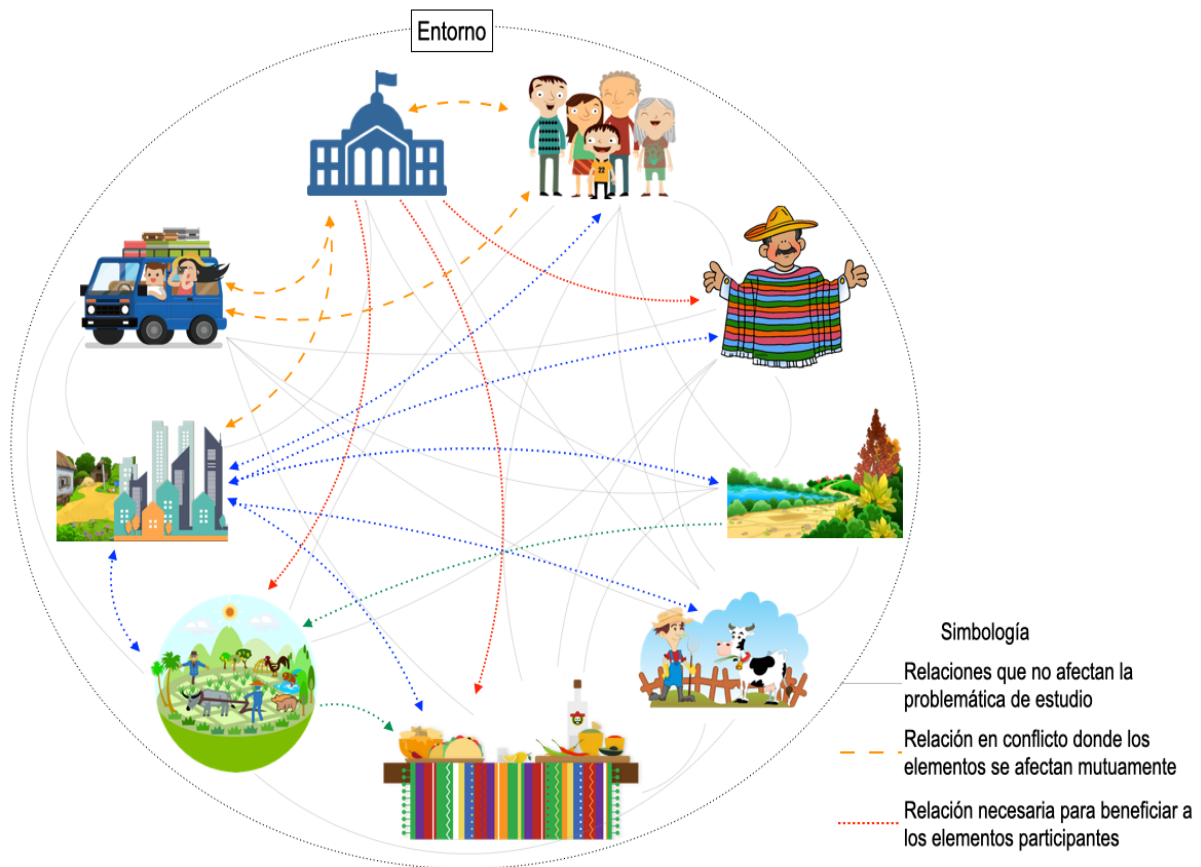 Entorno
22
Simbología
Relaciones que no afectan la
problemática de estudio
Relación en conflicto donde los
elementos se afectan mutuamente
Relación necesaria para beneficiar a
los elementos participantes